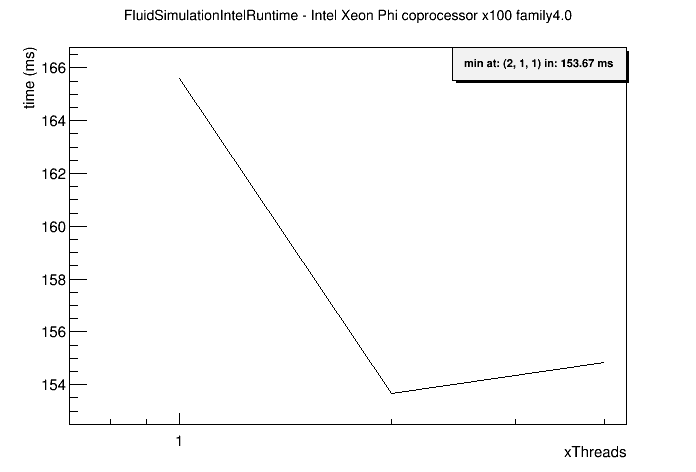 FluidSimulationIntelRuntime - Intel Xeon Phi coprocessor x100 family4.0
time (ms)
min at: (2, 1, 1) in: 153.67 ms
166
164
162
160
158
156
154
1
xThreads